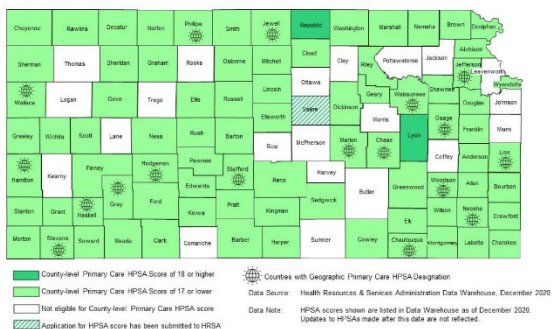 Cheyenne Rawlins Decatur Norton Phillips Smith Jewell Republic Washington Marshall Nemaha Brown Doniphan
Sherman Thomas Sheridan Graham Rooks Osborne Mitchell Cloud Clay Riley Pottawatomie Jackson Atchison Jefferson Leavenworth
Wyandotte
Wallace Logan Gove Trego Ellis Russell Lincoln Ottawa Saline Dickinson Geary Wabaunsee Shawnee Douglas Johnson
Ellsworth Morris Osage Franklin Miami
Greeley Wichita Scott Lane Ness Rush Barton Rice McPherson Marion Chase Lyon Coffey Anderson Linn
Hamilton Kearny Finney Hodgeman Pawnee Stafford Reno Harvey Butler Greenwood Woodson Allen Bourbon
Edwards
Stanton Grant Haskell Gray Ford Kiowa Pratt Kingman Sedgwick Elk Wilson Neosho Crawford
Morton Stevens Seward Meade Clark Comanche Barber Harper Sumner Cowley Chautauqua Montgomery Labette Cherokee
County-level Primary Care HPSA Score of 18 or higher
County-level Primary Care HPSA Score of 17 or lower
Not eligible for County-level Primary Care HPSA score
Application for HPSA score has been submitted to HRSA
Counties with Geographic Primary Care HPSA Designation
Data Source: Health Resources & Services Administration Data Warehouse, December 2020
Data Note: HPSA scores shown are listed in Data Warehouse as of December 2020.
Updates to HPSAs made after this date are not reflected.